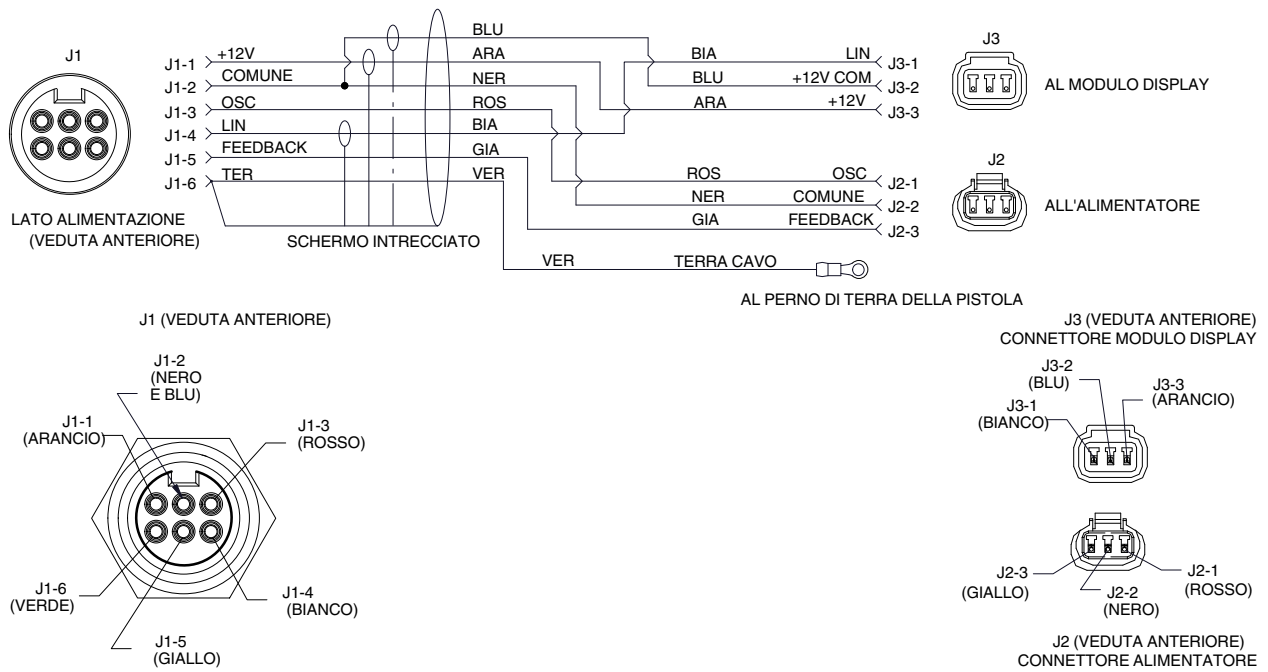 J1
J1-1
J1-2
J1-3
J1-4
J1-5
J1-6
+12V
COMUNE
OSC
LIN
FEEDBACK
TER
BLU
ARA
NER
ROS
BIA
GIA
VER
BIA
BLU
ARA
LIN
+12V COM
+12V
J3-1
J3-2
J3-3
J3
AL MODULO DISPLAY
ROS
NER
GIA
OSC
COMUNE
FEEDBACK
J2-1
J2-2
J2-3
J2
ALL'ALIMENTATORE
LATO ALIMENTAZIONE
(VEDUTA ANTERIORE)
SCHERMO INTRECCIATO
VER
TERRA CAVO
AL PERNO DI TERRA DELLA PISTOLA
J1 (VEDUTA ANTERIORE)
J1-2
(NERO
E BLU)
J1-1
(ARANCIO)
J1-3
(ROSSO)
J1-6
(VERDE)
J1-4
(BIANCO)
J1-5
(GIALLO)
J3 (VEDUTA ANTERIORE)
CONNETTORE MODULO DISPLAY
J3-2
(BLU)
J3-3
(ARANCIO)
J3-1
(BIANCO)
J2-3
(GIALLO)
J2-2
(NERO)
J2-1
(ROSSO)
J2 (VEDUTA ANTERIORE)
CONNETTORE ALIMENTATORE